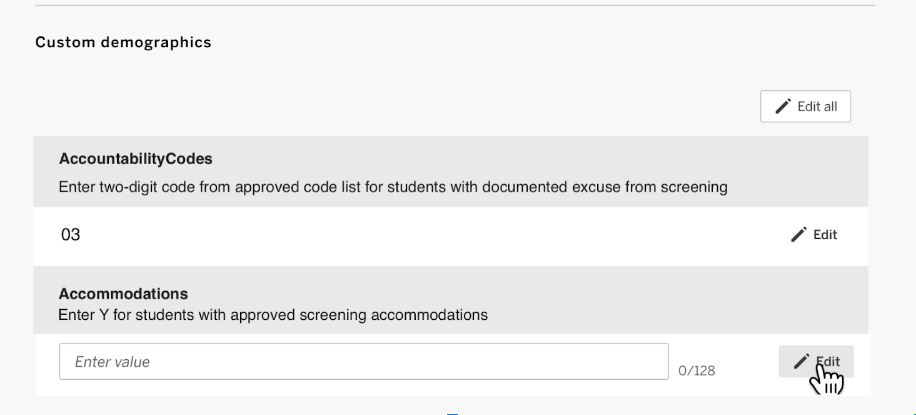 Custom demographics
Edit all
AccountabilityCodes
Enter two-digit code from approved code list for students with documented excuse from screening
03
Edit
Accommodations
Enter Y for students with approved screening accommodations
Enter value
0/128
Edit